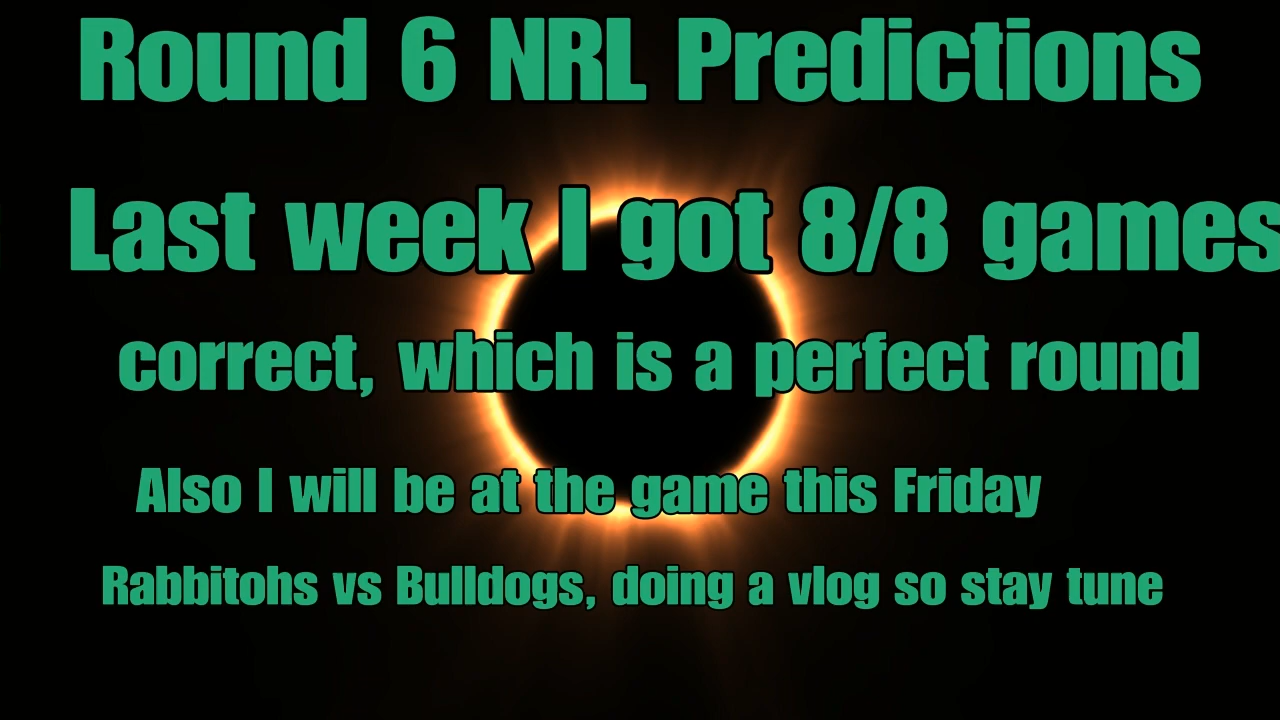 Round 6 NRL Predictions
Last week I got 8/8 games
correct, which is a perfect round
Also I will be at the game this Friday
Rabbitohs vs Bulldogs, doing a vlog so stay tune